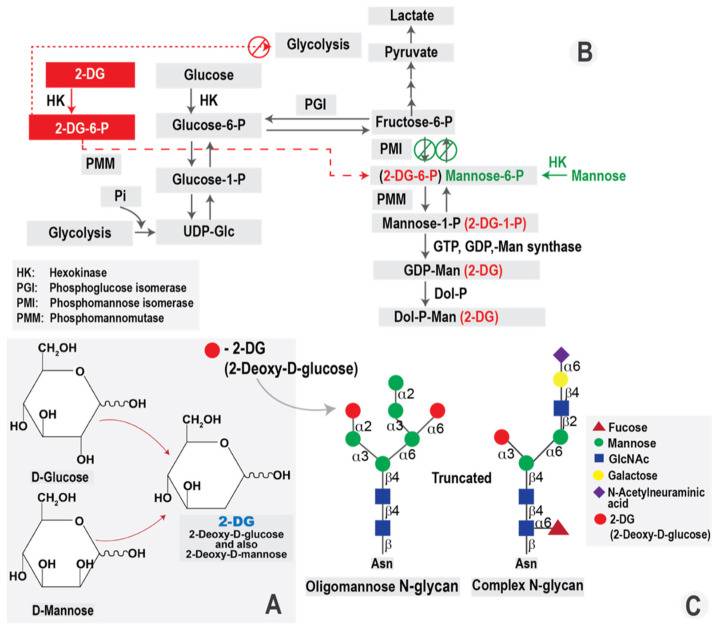 Lactate
Pyruvate
Glycolysis
B
2-DG
HK
2-DG-6-P
Glucose
HK
Glucose-6-P
PGI
Fructose-6-P
PMI
PMM
Glucose-1-P
Pi
Glycolysis
UDP-Glc
(2-DG-6-P) Mannose-6-P
HK
Mannose
PMM
Mannose-1-P (2-DG-1-P)
GTP, GDP,-Man synthase
GDP-Man (2-DG)
Dol-P
Dol-P-Man (2-DG)
HK: Hexokinase
PGI: Phosphoglucose isomerase
PMI: Phosphomannose isomerase
PMM: Phosphomannomutase
CH₂OH
O
OH
HO
OH
OH
D-Glucose
CH₂OH
O
OH
HO
OH
OH
D-Mannose
CH₂OH
O
OH
HO
OH
2-DG
2-Deoxy-D-glucose
and also
2-Deoxy-D-mannose
A
- 2-DG
(2-Deoxy-D-glucose)
α2
α2
α3
α6
α3
α6
β4
β4
β
Asn
Oligomannose N-glycan
Truncated
α6
β4
β2
α3
α6
β4
β4
α6
β
Asn
Complex N-glycan
Fucose
Mannose
GlcNAc
Galactose
N-Acetylneuraminic
acid
2-DG
(2-Deoxy-D-glucose)
C